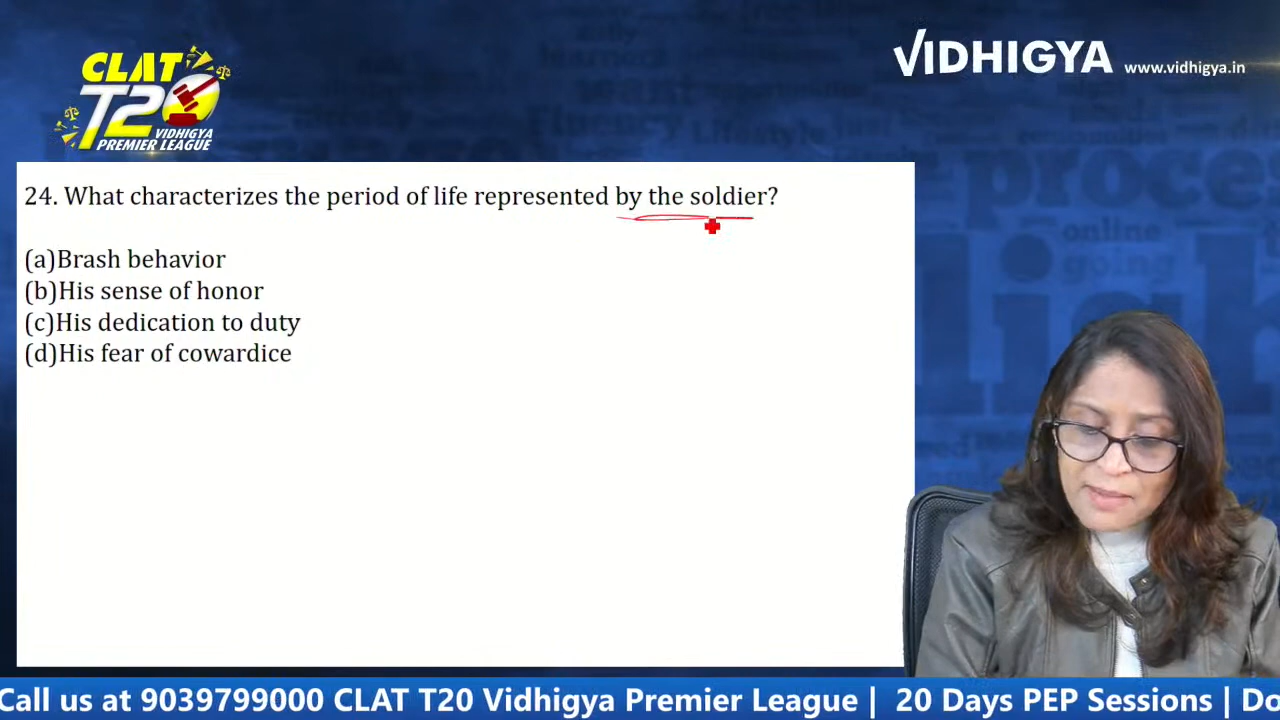 CLAT
T20
VIDHIGYA
PREMIER LEAGUE
VIDHIGYA www.vidhigya.in
24. What characterizes the period of life represented by the soldier?
(a)Brash behavior
(b)His sense of honor
(c)His dedication to duty
(d)His fear of cowardice
Call us at 9039799000 CLAT T20 Vidhigya Premier League | 20 Days PEP Sessions | Do